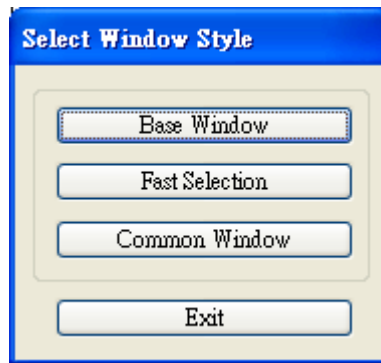 Select Window Style
Base Window
Fast Selection
Common Window
Exit